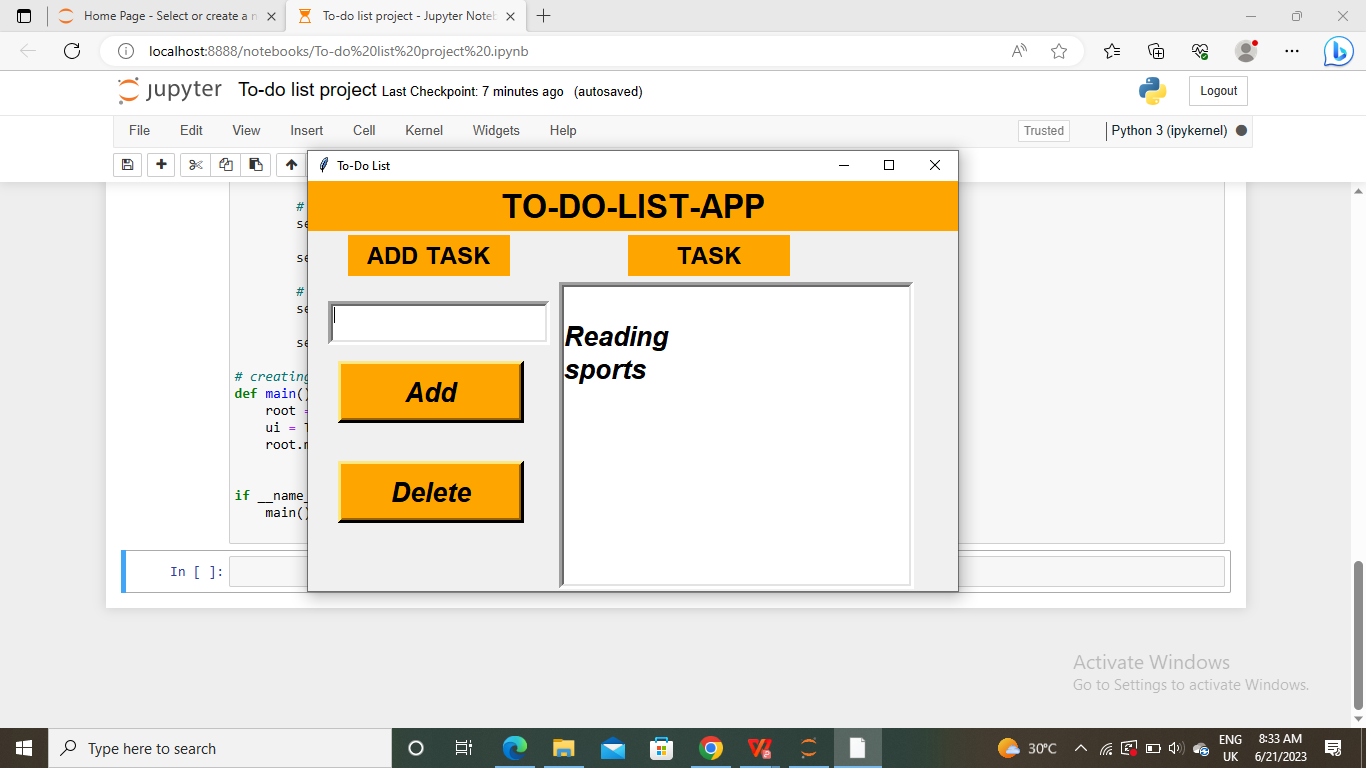 Home Page - Select or create a n
To-do list project - Jupyter Note
localhost:8888/notebooks/To-do%20list%20project%20.ipynb
jupyter To-do list project Last Checkpoint: 7 minutes ago (autosaved)
Logout
File Edit View Insert Cell Kernel Widgets Help
Trusted
Python 3 (ipykernel)
To-Do List
TO-DO-LIST-APP
ADD TASK
TASK
Reading
sports
Add
Delete
#
se
se
#
se
se
# creating
def main()
root =
ui =
root.m
if __name_
main()
In [ ]:
Activate Windows
Go to Settings to activate Windows.
Type here to search
30°C
ENG
UK
8:33 AM
6/21/2023